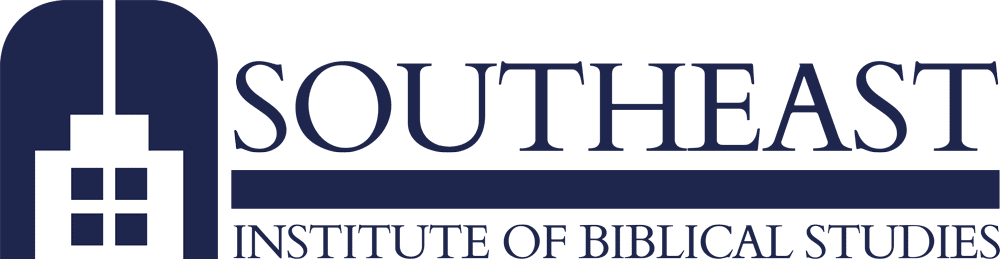 SOUTHEAST
INSTITUTE OF BIBLICAL STUDIES